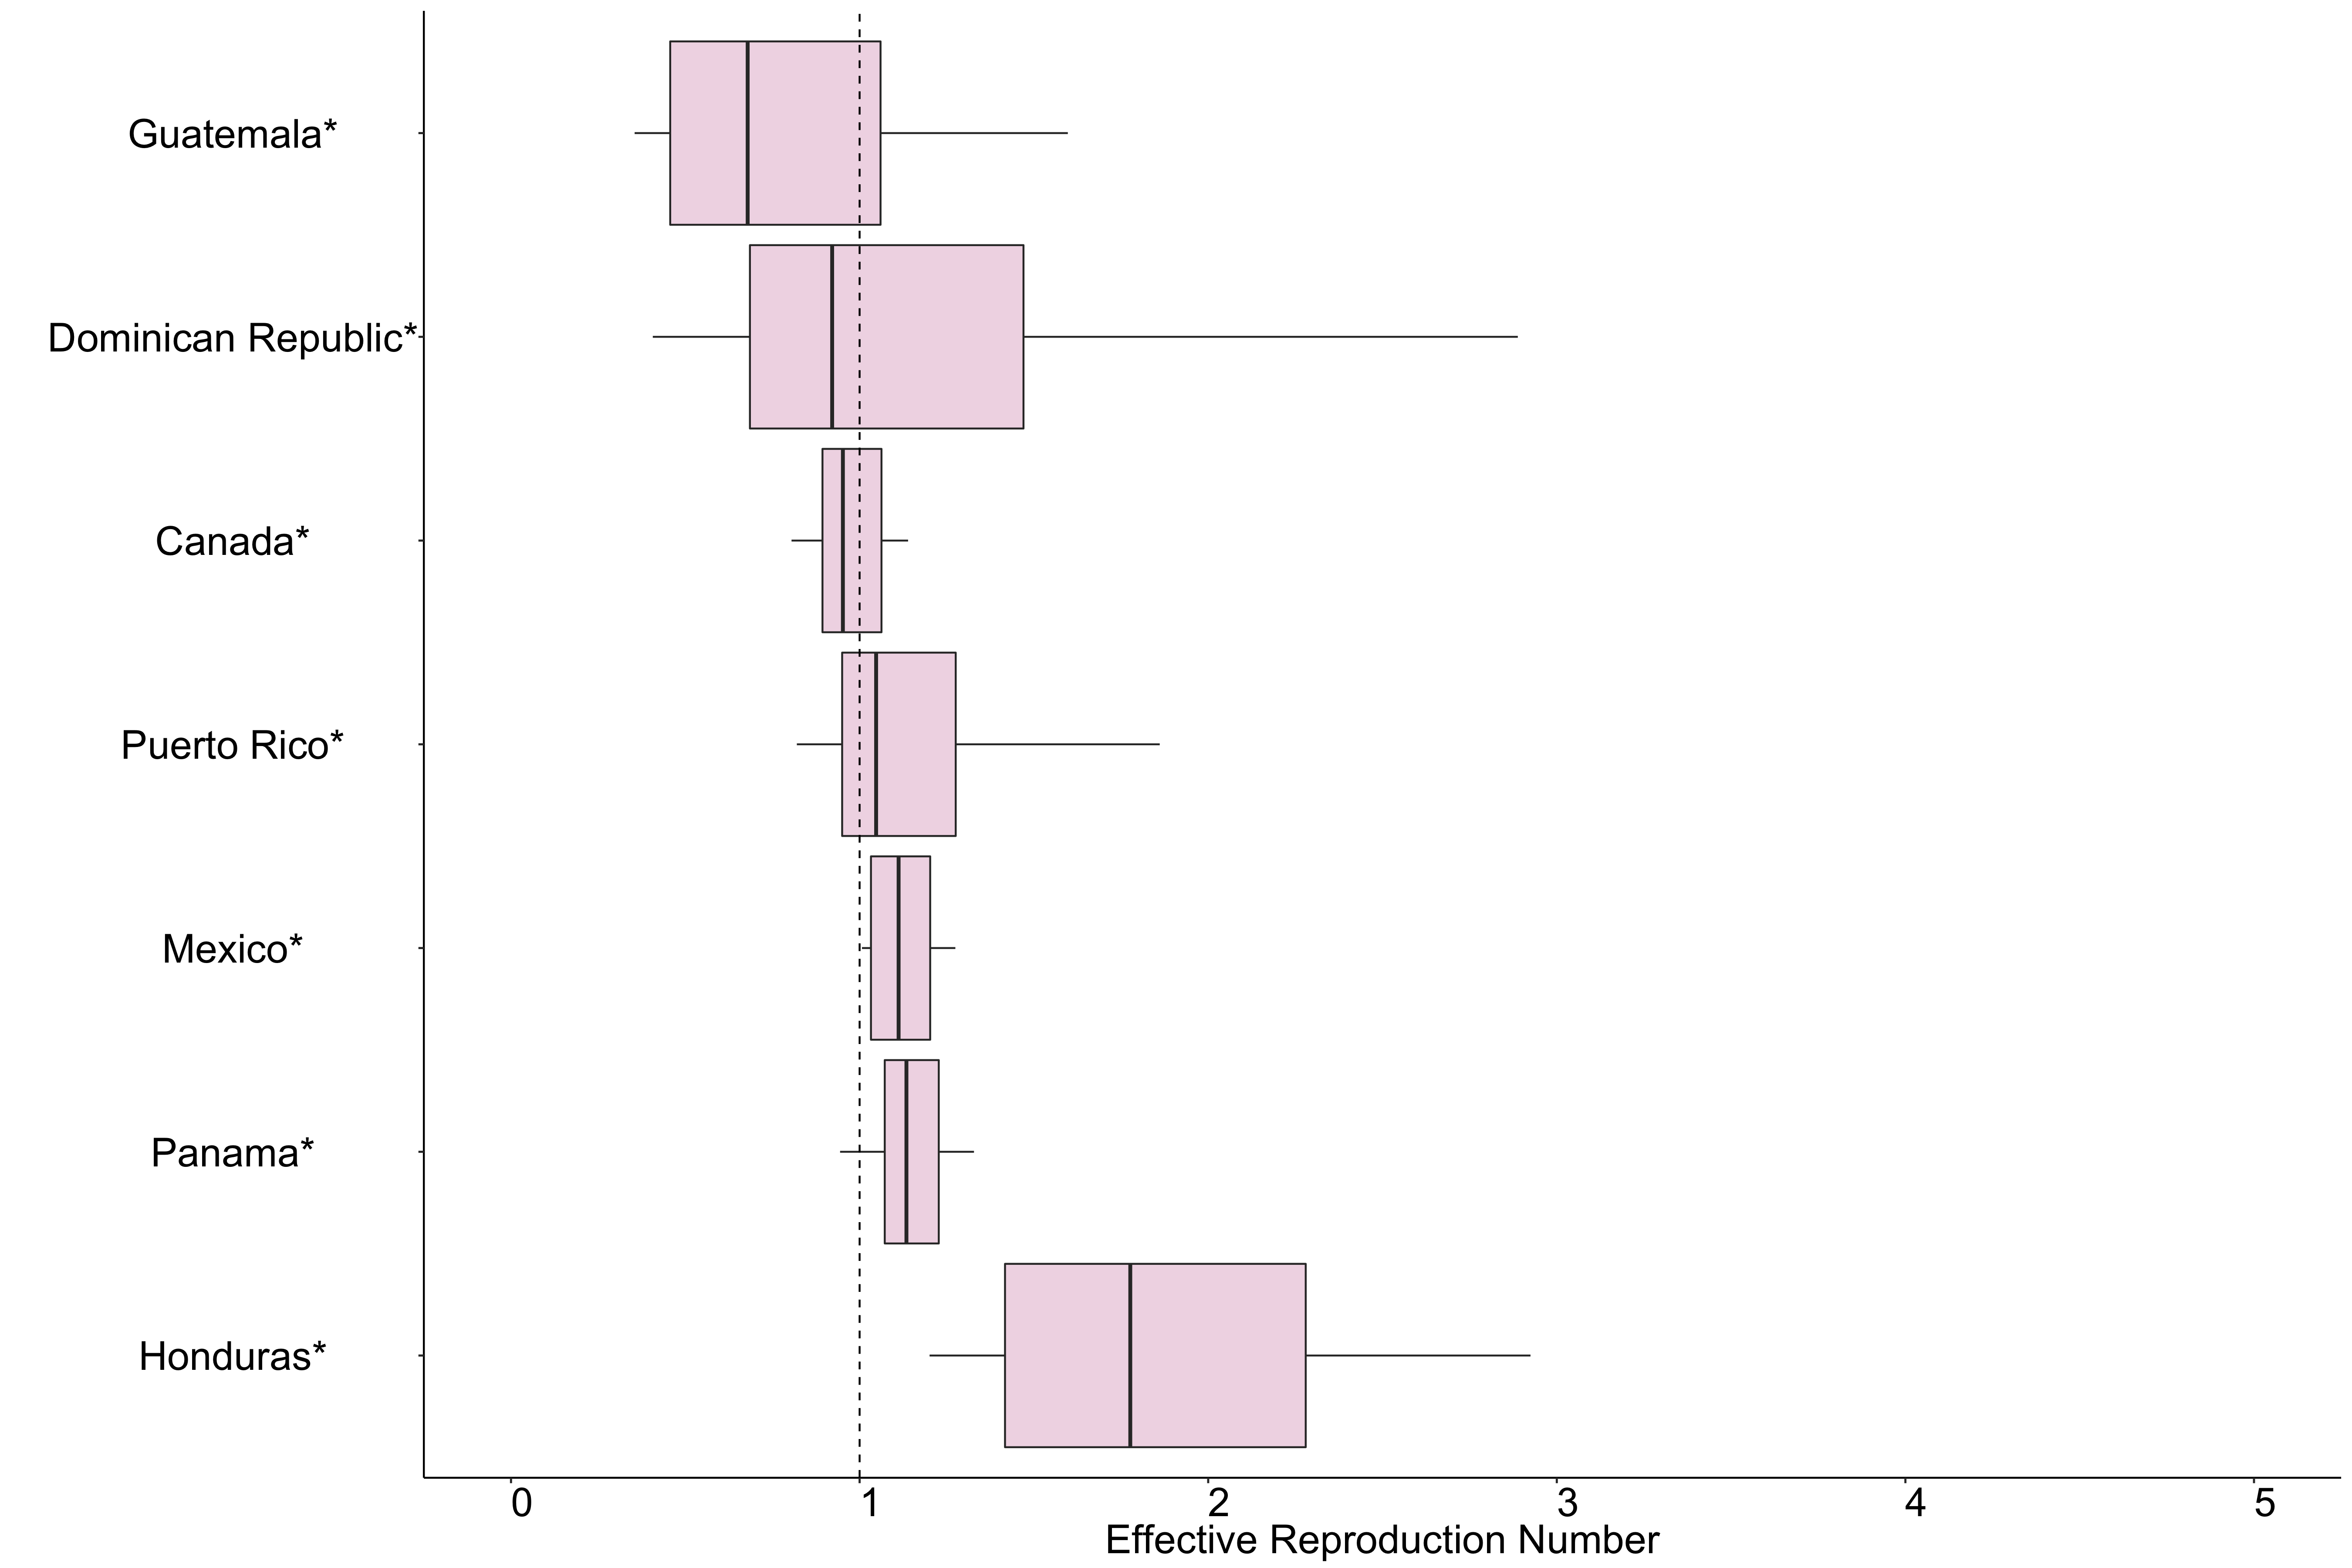 Guatemala*
Dominican Republic*
Canada*
Puerto Rico*
Mexico*
Panama*
Honduras*
0 1 2 3 4 5
Effective Reproduction Number